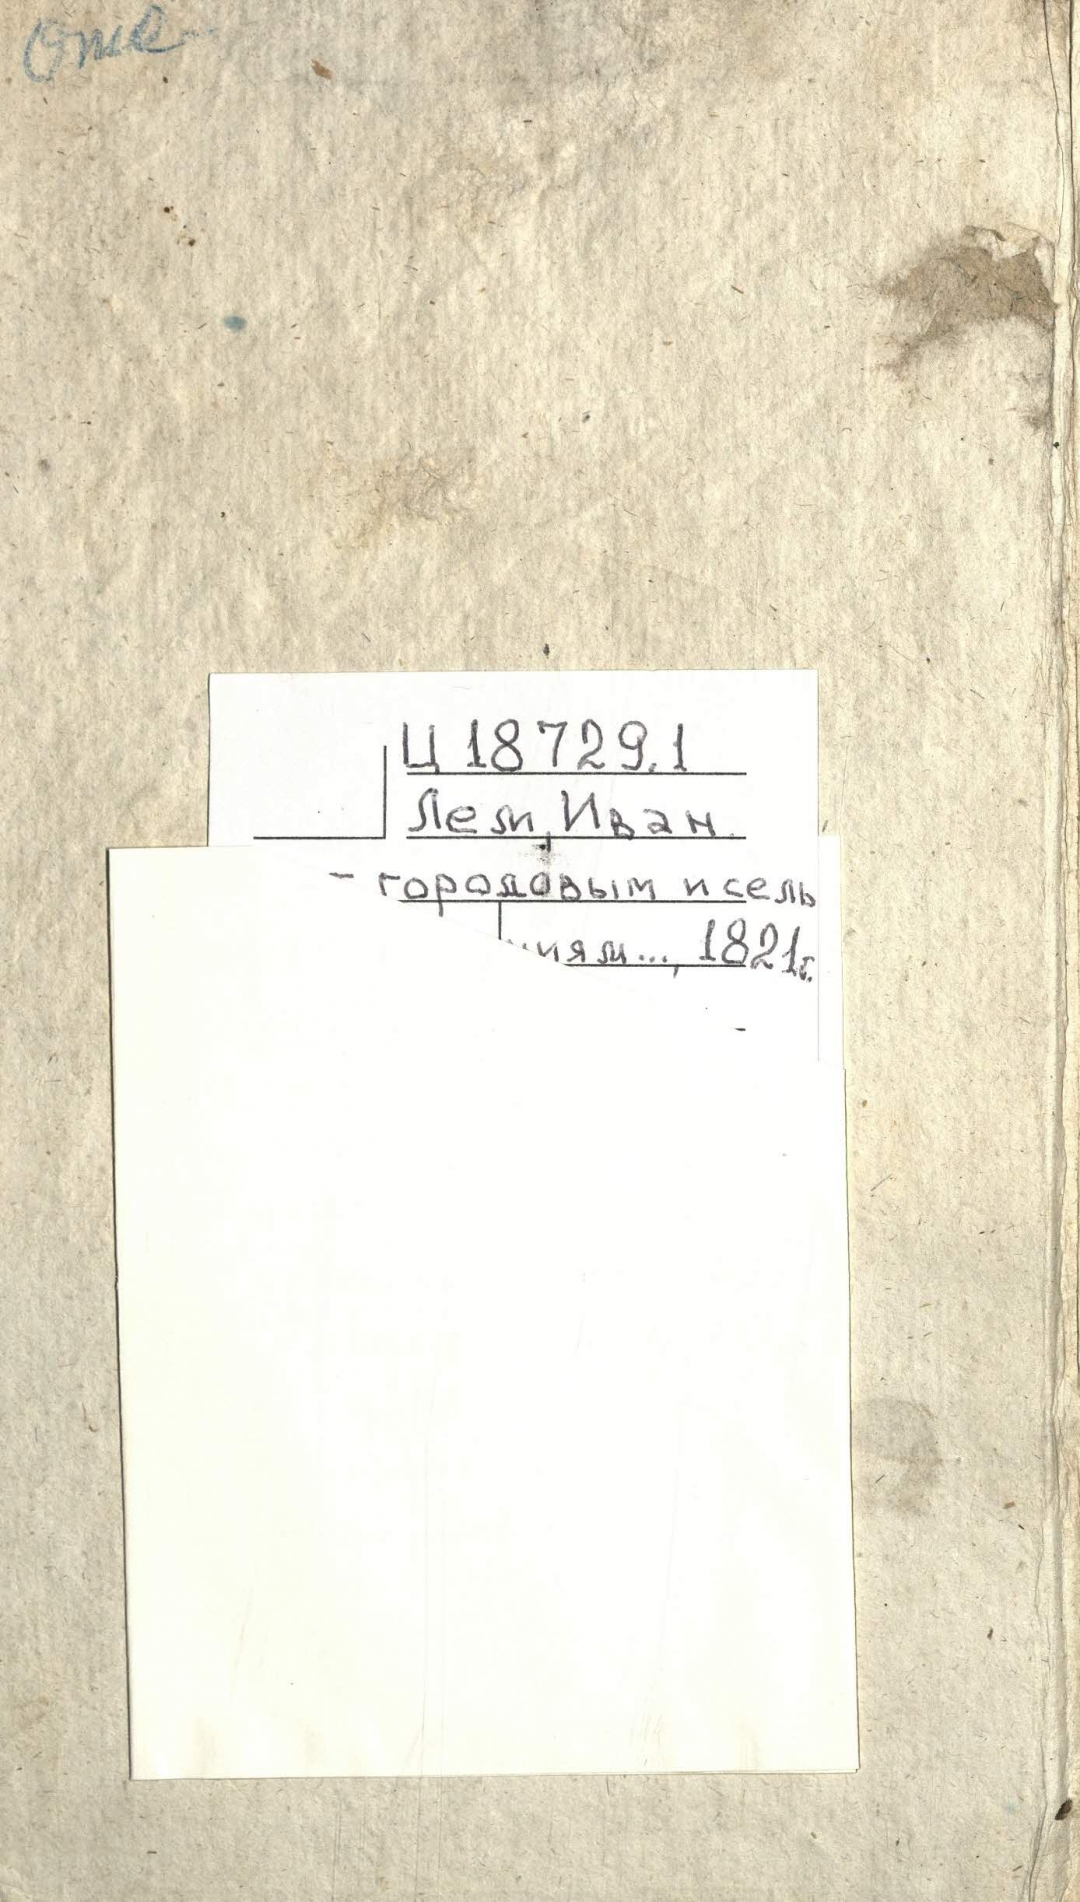 Ц 18729.1
Лем, Иван
- городовым и сель
ниям..., 1821г.